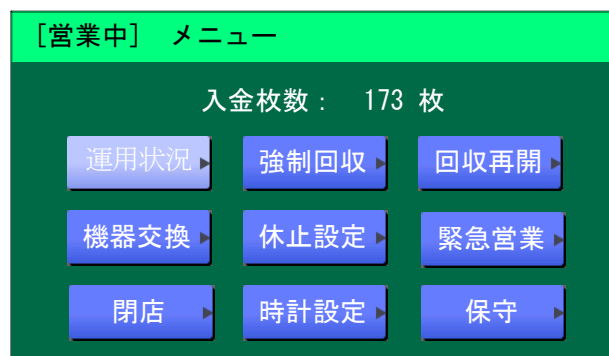 [営業中] メニュー
入金枚数： 173 枚
運用状況 強制回収 回収再開
機器交換 休止設定 緊急営業
閉店 時計設定 保守